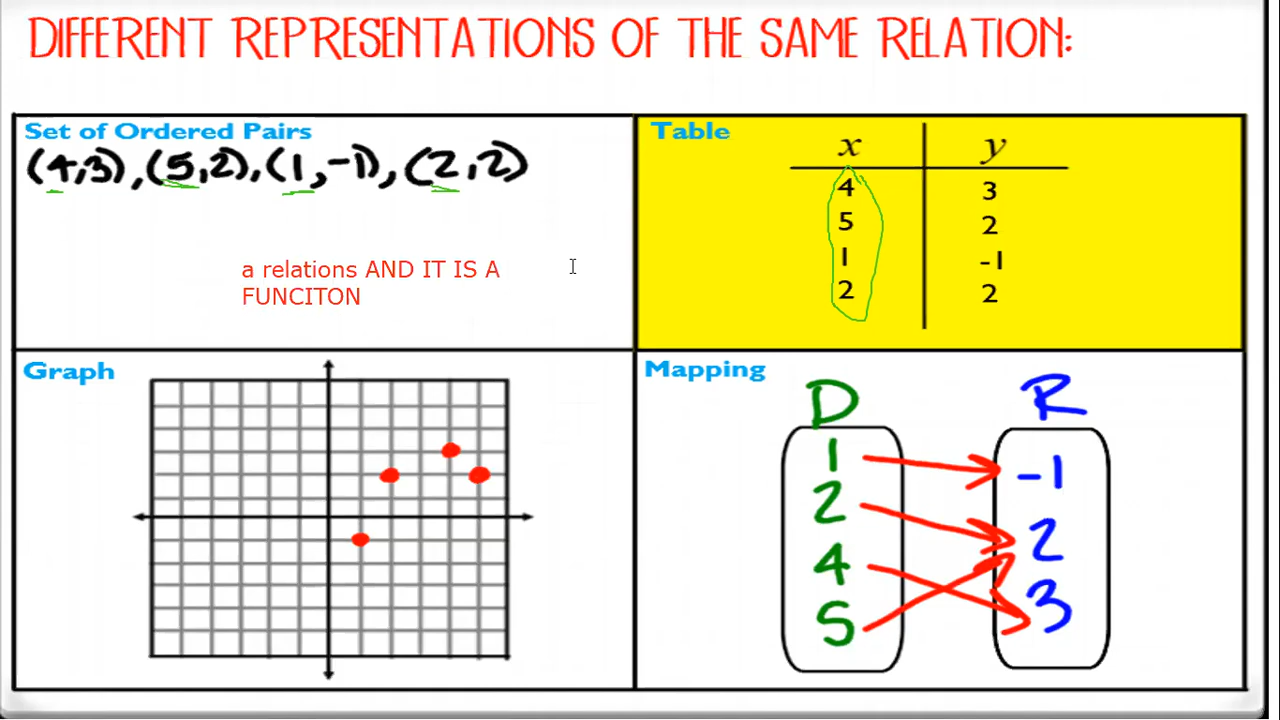 DIFFERENT REPRESENTATIONS OF THE SAME RELATION:
Set of Ordered Pairs
(4,3), (5,2), (1,-1), (2,2)
a relations AND IT IS A
FUNCITON
Table
x y
4 3
5 2
1 -1
2 2
Graph
Mapping
D R
1 -1
2 2
4 3
5